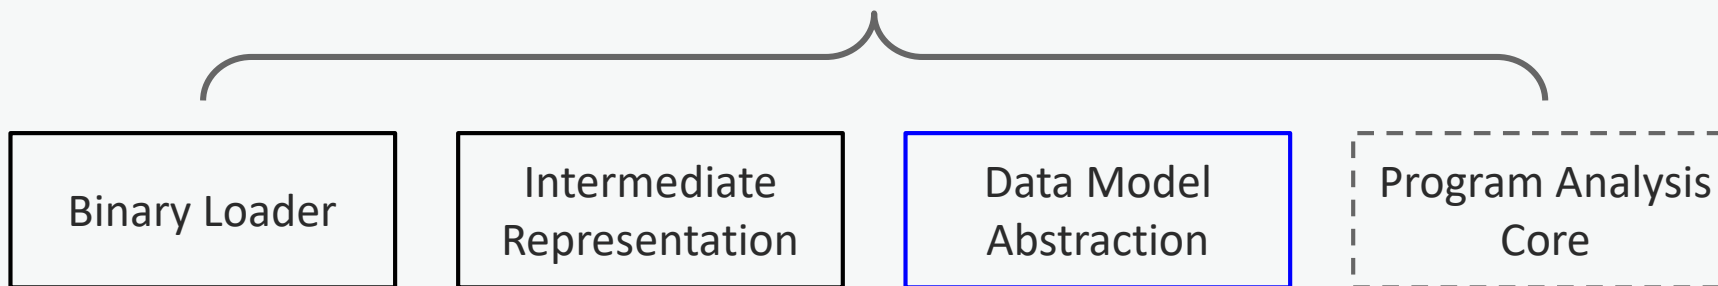 Binary Loader
Intermediate
Representation
Data Model
Abstraction
Program Analysis
Core